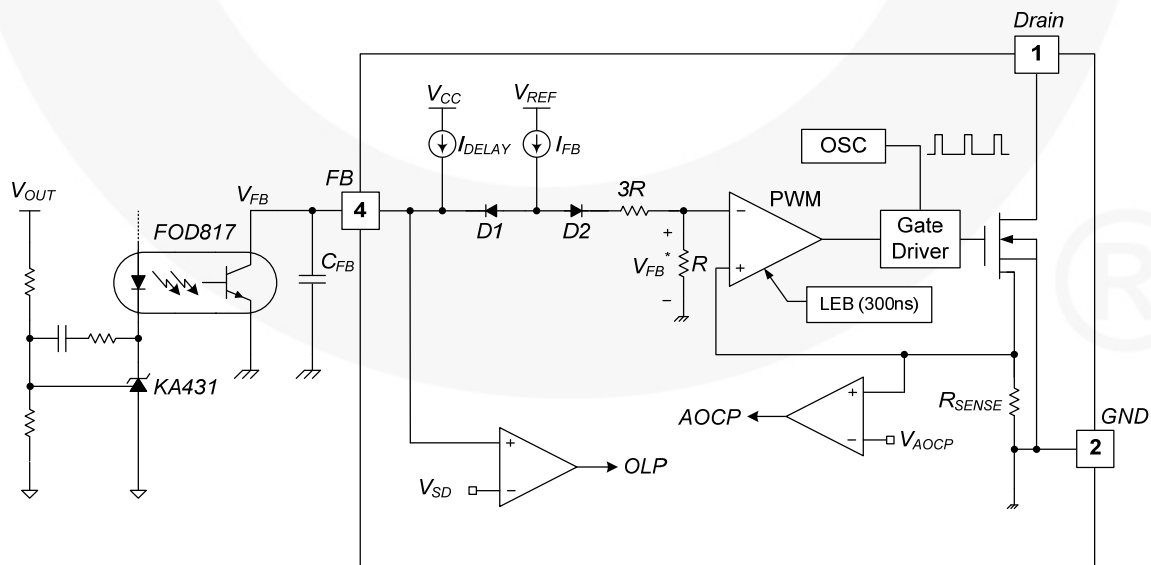 Drain
1
V_CC
V_REF
I_DELAY
I_FB
OSC
V_OUT
FB
V_FB
4
3R
PWM
FOD817
D1
D2
−
Gate
Driver
C_FB
+
V_FB*
R
−
+
LEB (300ns)
KA431
R_SENSE
GND
AOCP
+
−
V_AOCP
2
+
OLP
V_SD
−
®